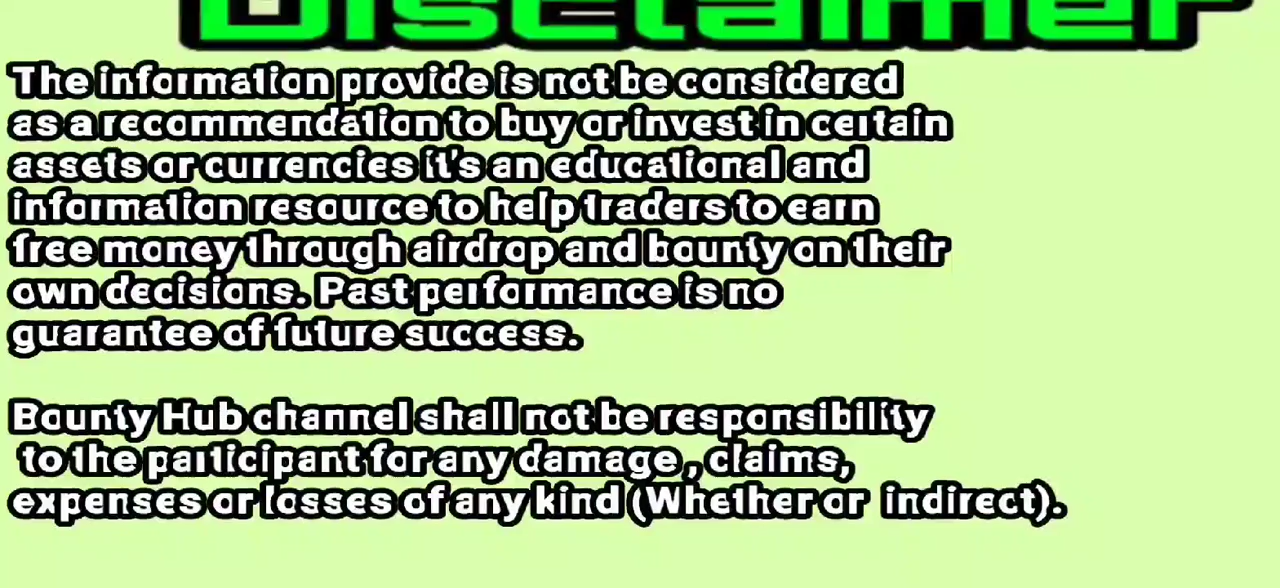 Disclaimer
The information provide is not be considered
as a recommendation to buy or invest in certain
assets or currencies it's an educational and
information resource to help traders to earn
free money through airdrop and bounty on their
own decisions. Past performance is no
guarantee of future success.
Bounty Hub channel shall not be responsibility
to the participant for any damage , claims,
expenses or losses of any kind (Whether or indirect).